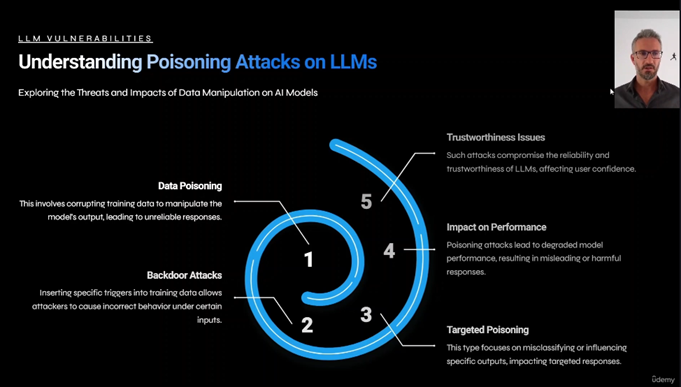 LLM VULNERABILITIES
Understanding Poisoning Attacks on LLMs
Exploring the Threats and Impacts of Data Manipulation on AI Models
Data Poisoning
This involves corrupting training data to manipulate the
model's output, leading to unreliable responses.
1
Backdoor Attacks
Inserting specific triggers into training data allows
attackers to cause incorrect behavior under certain
inputs.
2
3
Targeted Poisoning
This type focuses on misclassifying or influencing
specific outputs, impacting targeted responses.
4
Impact on Performance
Poisoning attacks lead to degraded model
performance, resulting in misleading or harmful
responses.
5
Trustworthiness Issues
Such attacks compromise the reliability and
trustworthiness of LLMs, affecting user confidence.
ûdemy